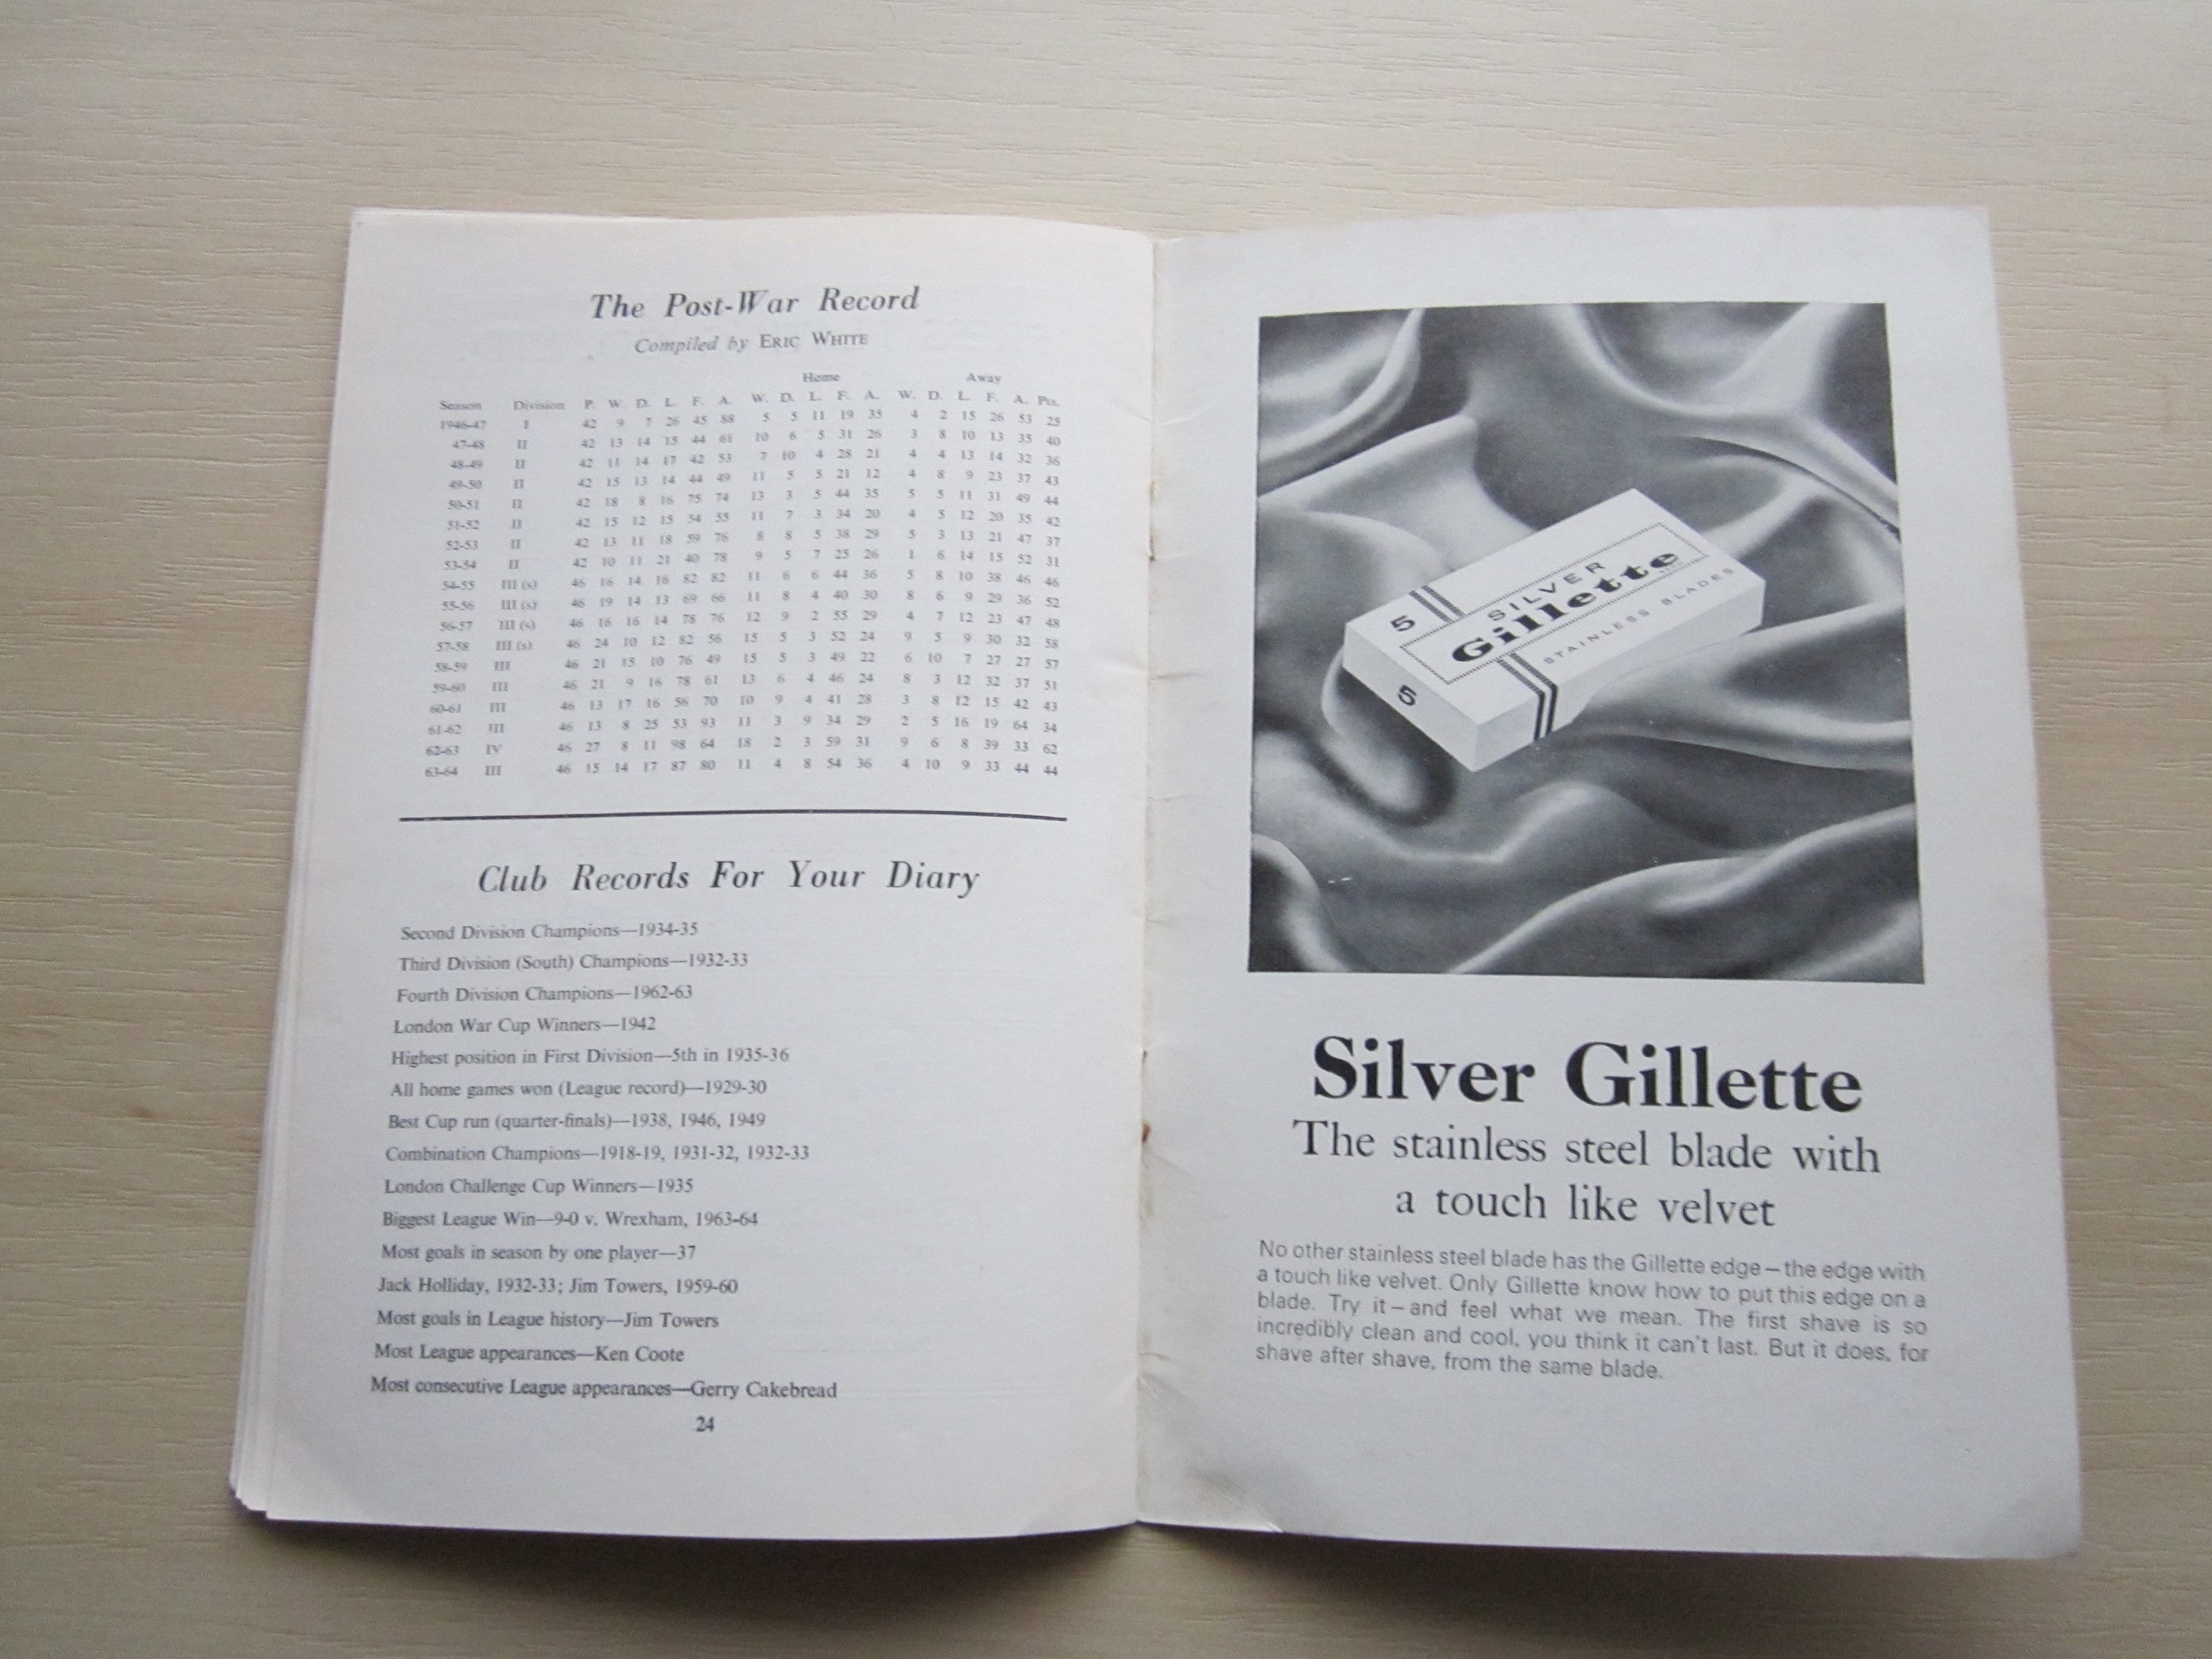 The Post-War Record
Compiled by ERIC WHITE
Home Away
Season Division P. W. D. L. F. A. W. D. L. F. A. W. D. L. F. A. Pts.
1946-47 I 42 9 7 26 45 88 5 5 11 19 35 4 2 15 26 53 25
47-48 II 42 13 14 15 44 61 10 6 5 31 26 3 8 10 13 35 40
48-49 II 42 11 14 17 42 53 7 10 4 28 21 4 4 13 14 32 36
49-50 II 42 15 13 14 44 49 11 5 5 21 12 4 8 9 23 37 43
50-51 II 42 18 8 16 75 74 13 3 5 44 35 5 5 11 31 49 44
51-52 II 42 15 12 15 54 55 11 7 3 34 20 4 5 12 20 35 42
52-53 II 42 13 11 18 59 76 8 8 5 38 29 5 3 13 21 47 37
53-54 II 42 10 11 21 40 78 9 5 7 25 26 1 6 14 15 52 31
54-55 III (s) 46 16 14 16 82 82 11 6 6 44 36 5 8 10 38 46 46
55-56 III (s) 46 19 14 13 69 66 11 8 4 40 30 8 6 9 29 36 52
56-57 III (s) 46 16 16 14 78 76 12 9 2 55 29 4 7 12 23 47 48
57-58 III (s) 46 24 10 12 82 56 15 5 3 52 24 9 5 9 30 32 58
58-59 III 46 21 15 10 76 49 15 5 3 49 22 6 10 7 27 27 57
59-60 III 46 21 9 16 78 61 13 6 4 46 24 8 3 12 32 37 51
60-61 III 46 13 17 16 56 70 10 9 4 41 28 3 8 12 15 42 43
61-62 III 46 13 8 25 53 93 11 3 9 34 29 2 5 16 19 64 34
62-63 IV 46 27 8 11 98 64 18 2 3 59 31 9 6 8 39 33 62
63-64 III 46 15 14 17 87 80 11 4 8 54 36 4 10 9 33 44 44
Club Records For Your Diary
Second Division Champions—1934-35
Third Division (South) Champions—1932-33
Fourth Division Champions—1962-63
London War Cup Winners—1942
Highest position in First Division—5th in 1935-36
All home games won (League record)—1929-30
Best Cup run (quarter-finals)—1938, 1946, 1949
Combination Champions—1918-19, 1931-32, 1932-33
London Challenge Cup Winners—1935
Biggest League Win—9-0 v. Wrexham, 1963-64
Most goals in season by one player—37
Jack Holliday, 1932-33; Jim Towers, 1959-60
Most goals in League history—Jim Towers
Most League appearances—Ken Coote
Most consecutive League appearances—Gerry Cakebread
24
5
SILVER
Gillette
STAINLESS BLADES
5
Silver Gillette
The stainless steel blade with
a touch like velvet
No other stainless steel blade has the Gillette edge – the edge with
a touch like velvet. Only Gillette know how to put this edge on a
blade. Try it – and feel what we mean. The first shave is so
incredibly clean and cool, you think it can't last. But it does, for
shave after shave, from the same blade.